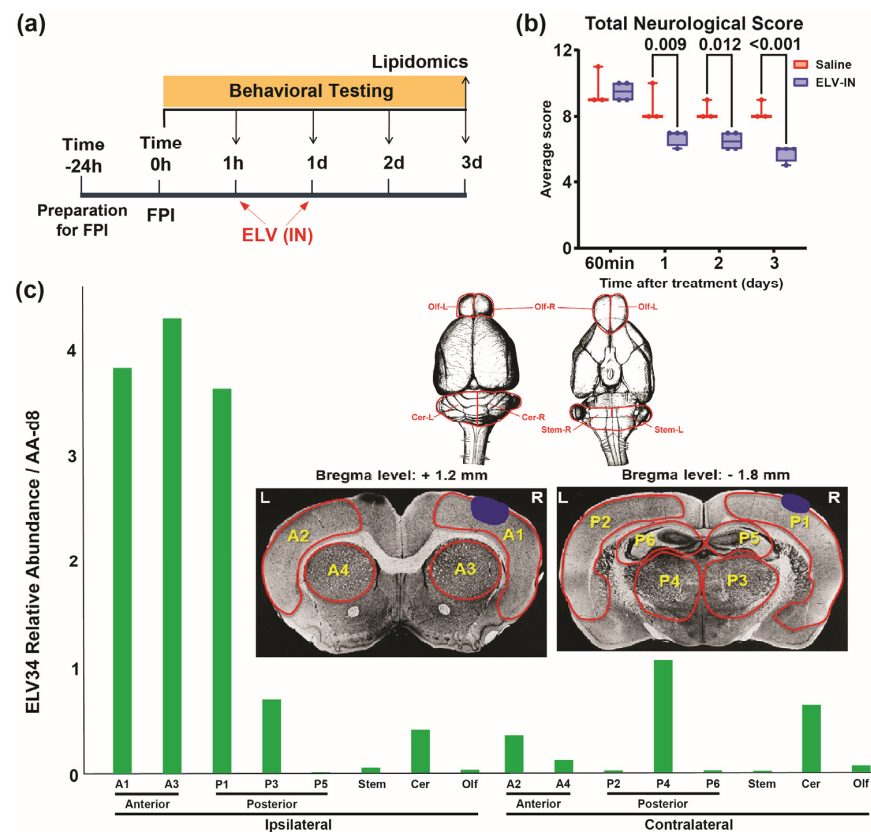 (a)
Lipidomics
Behavioral Testing
Time
-24h
Time
0h
1h
1d
2d
3d
Preparation
for FPI
FPI
ELV (IN)
(b)
Total Neurological Score
0.009
0.012
<0.001
Saline
ELV-IN
Average score
12
10
8
6
4
0
60min
1
2
3
Time after treatment (days)
(c)
ELV34 Relative Abundance / AA-d8
4
3
2
1
0
Olf-L
Olf-R
Olf-L
Cer-L
Cer-R
Stem-R
Stem-L
Bregma level: + 1.2 mm
Bregma level: - 1.8 mm
L
R
A2
A1
A4
A3
L
R
P2
P1
P6
P5
P4
P3
A1 A3 P1 P3 P5 Stem Cer Olf A2 A4 P2 P4 P6 Stem Cer Olf
Anterior Posterior Anterior Posterior
Ipsilateral Contralateral